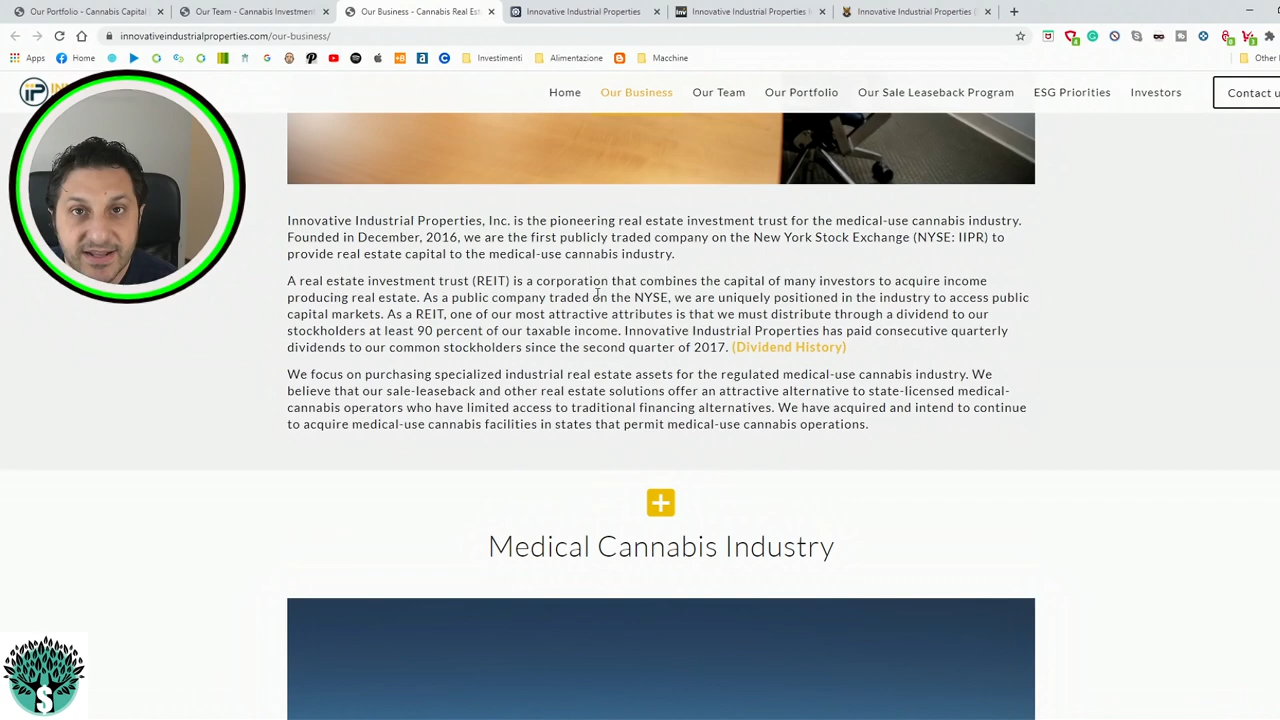 Our Portfolio - Cannabis Capital
Our Team - Cannabis Investment
Our Business - Cannabis Real Est
Innovative Industrial Properties
Innovative Industrial Properties
Innovative Industrial Properties
innovativeindustrialproperties.com/our-business/
Apps
Home
Investimenti
Alimentazione
Macchine
Other
IIP
Home
Our Business
Our Team
Our Portfolio
Our Sale Leaseback Program
ESG Priorities
Investors
Contact u
Innovative Industrial Properties, Inc. is the pioneering real estate investment trust for the medical-use cannabis industry.
Founded in December, 2016, we are the first publicly traded company on the New York Stock Exchange (NYSE: IIPR) to
provide real estate capital to the medical-use cannabis industry.
A real estate investment trust (REIT) is a corporation that combines the capital of many investors to acquire income
producing real estate. As a public company traded on the NYSE, we are uniquely positioned in the industry to access public
capital markets. As a REIT, one of our most attractive attributes is that we must distribute through a dividend to our
stockholders at least 90 percent of our taxable income. Innovative Industrial Properties has paid consecutive quarterly
dividends to our common stockholders since the second quarter of 2017. (Dividend History)
We focus on purchasing specialized industrial real estate assets for the regulated medical-use cannabis industry. We
believe that our sale-leaseback and other real estate solutions offer an attractive alternative to state-licensed medical-
cannabis operators who have limited access to traditional financing alternatives. We have acquired and intend to continue
to acquire medical-use cannabis facilities in states that permit medical-use cannabis operations.
Medical Cannabis Industry
$